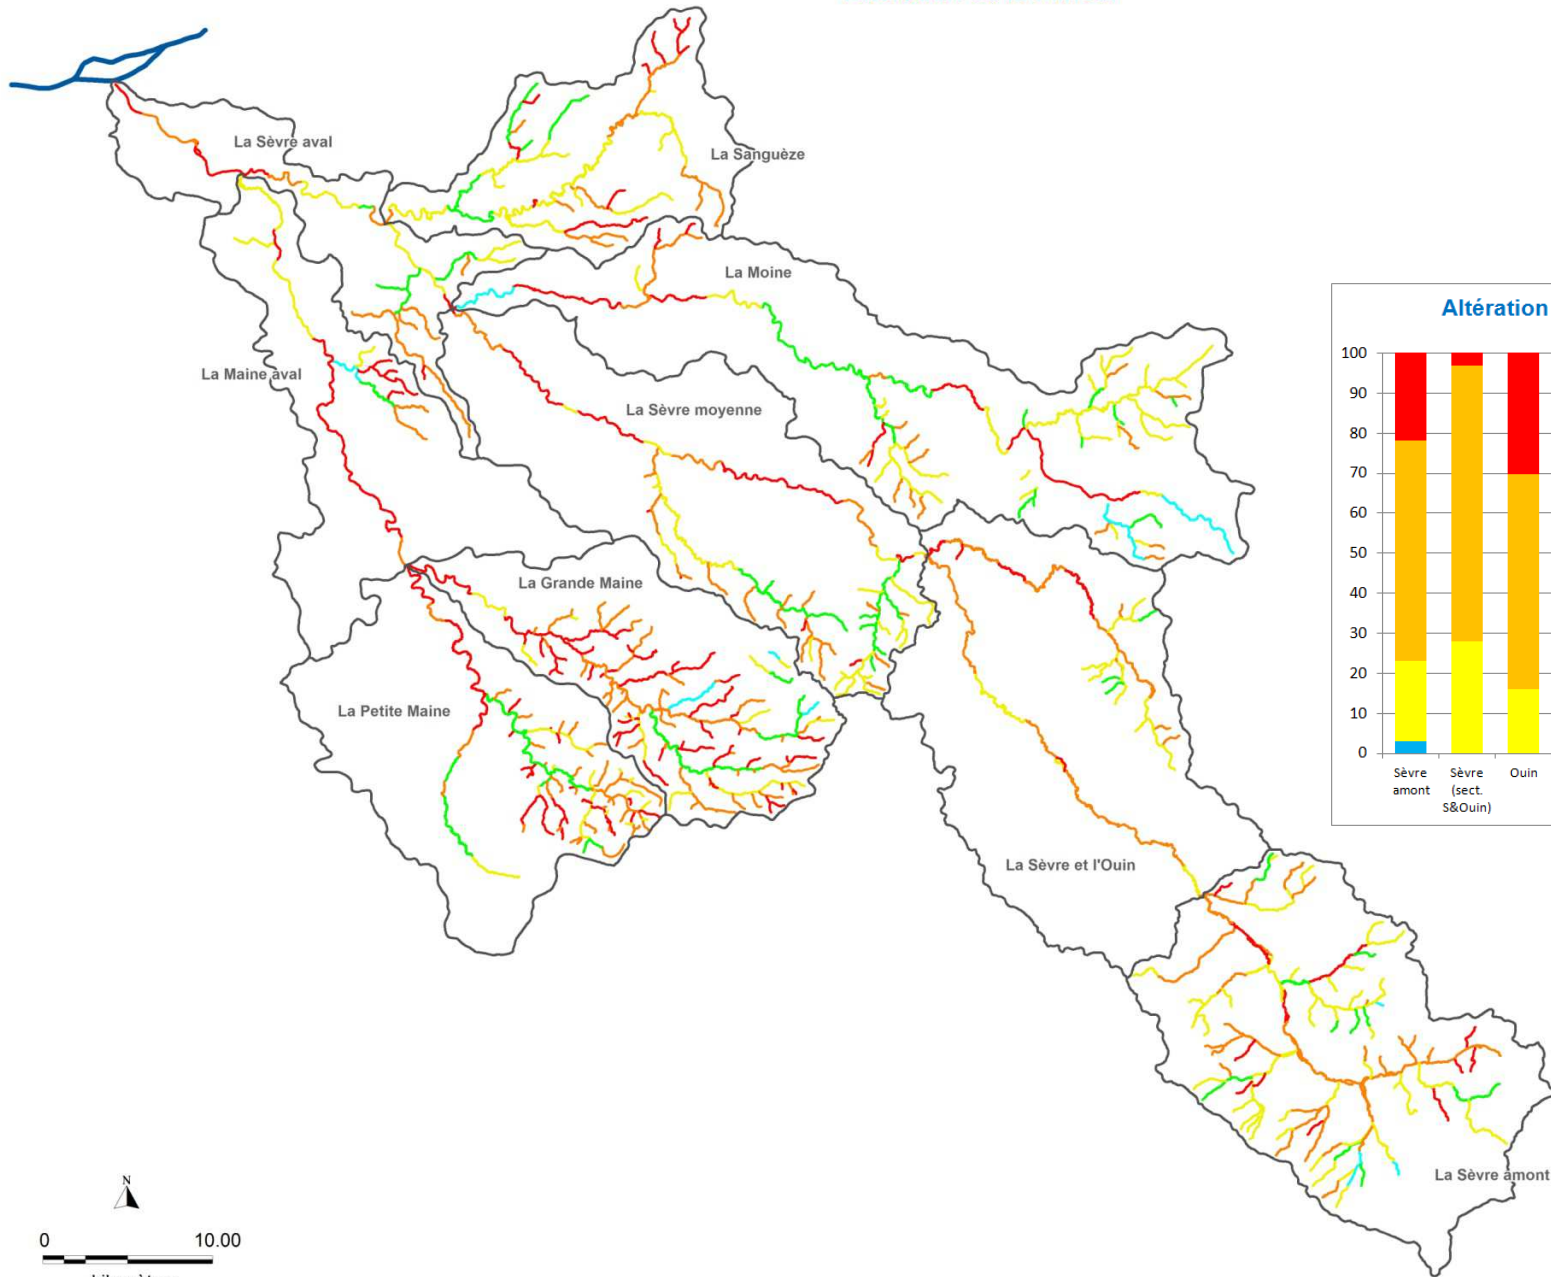 La Sèvre aval
La Sanguèze
La Moine
La Maine aval
La Sèvre moyenne
La Grande Maine
La Petite Maine
La Sèvre et l'Ouin
La Sèvre amont
Altération
100
90
80
70
60
50
40
30
20
10
0
Sèvre
amont
Sèvre
(sect.
S&Ouin)
Ouin
N
0 10.00